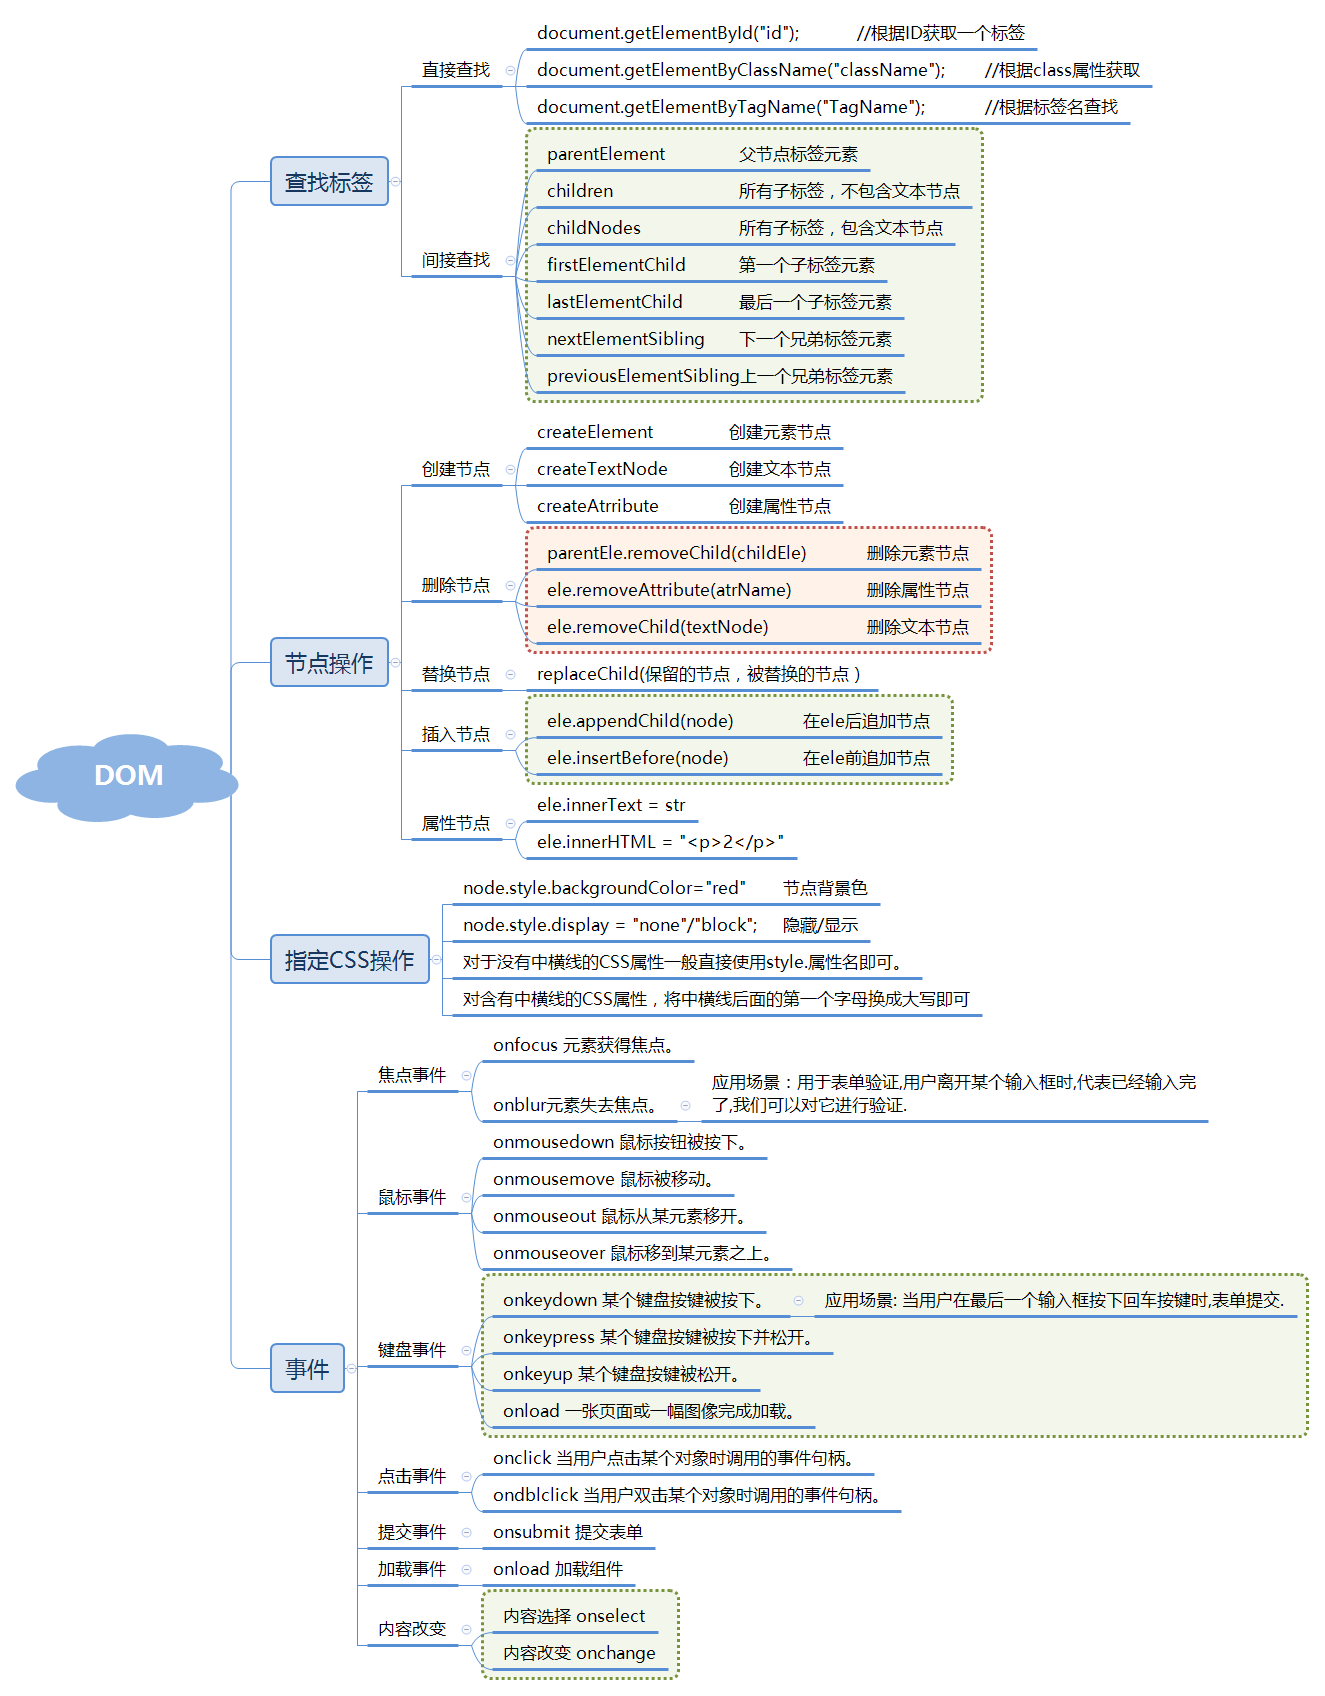 DOM
查找标签
直接查找
document.getElementById("id"); //根据ID获取一个标签
document.getElementByClassName("className"); //根据class属性获取
document.getElementByTagName("TagName"); //根据标签名查找
间接查找
parentElement 父节点标签元素
children 所有子标签，不包含文本节点
childNodes 所有子标签，包含文本节点
firstElementChild 第一个子标签元素
lastElementChild 最后一个子标签元素
nextElementSibling 下一个兄弟标签元素
previousElementSibling上一个兄弟标签元素
节点操作
创建节点
createElement 创建元素节点
createTextNode 创建文本节点
createAtrribute 创建属性节点
删除节点
parentEle.removeChild(childEle) 删除元素节点
ele.removeAttribute(atrName) 删除属性节点
ele.removeChild(textNode) 删除文本节点
替换节点
replaceChild(保留的节点，被替换的节点）
插入节点
ele.appendChild(node) 在ele后追加节点
ele.insertBefore(node) 在ele前追加节点
属性节点
ele.innerText = str
ele.innerHTML = "<p>2</p>"
指定CSS操作
node.style.backgroundColor="red" 节点背景色
node.style.display = "none"/"block"; 隐藏/显示
对于没有中横线的CSS属性一般直接使用style.属性名即可。
对含有中横线的CSS属性，将中横线后面的第一个字母换成大写即可
事件
焦点事件
onfocus 元素获得焦点。
onblur元素失去焦点。
应用场景：用于表单验证,用户离开某个输入框时,代表已经输入完
了,我们可以对它进行验证.
鼠标事件
onmousedown 鼠标按钮被按下。
onmousemove 鼠标被移动。
onmouseout 鼠标从某元素移开。
onmouseover 鼠标移到某元素之上。
键盘事件
onkeydown 某个键盘按键被按下。
应用场景: 当用户在最后一个输入框按下回车按键时,表单提交.
onkeypress 某个键盘按键被按下并松开。
onkeyup 某个键盘按键被松开。
onload 一张页面或一幅图像完成加载。
点击事件
onclick 当用户点击某个对象时调用的事件句柄。
ondblclick 当用户双击某个对象时调用的事件句柄。
提交事件
onsubmit 提交表单
加载事件
onload 加载组件
内容改变
内容选择 onselect
内容改变 onchange